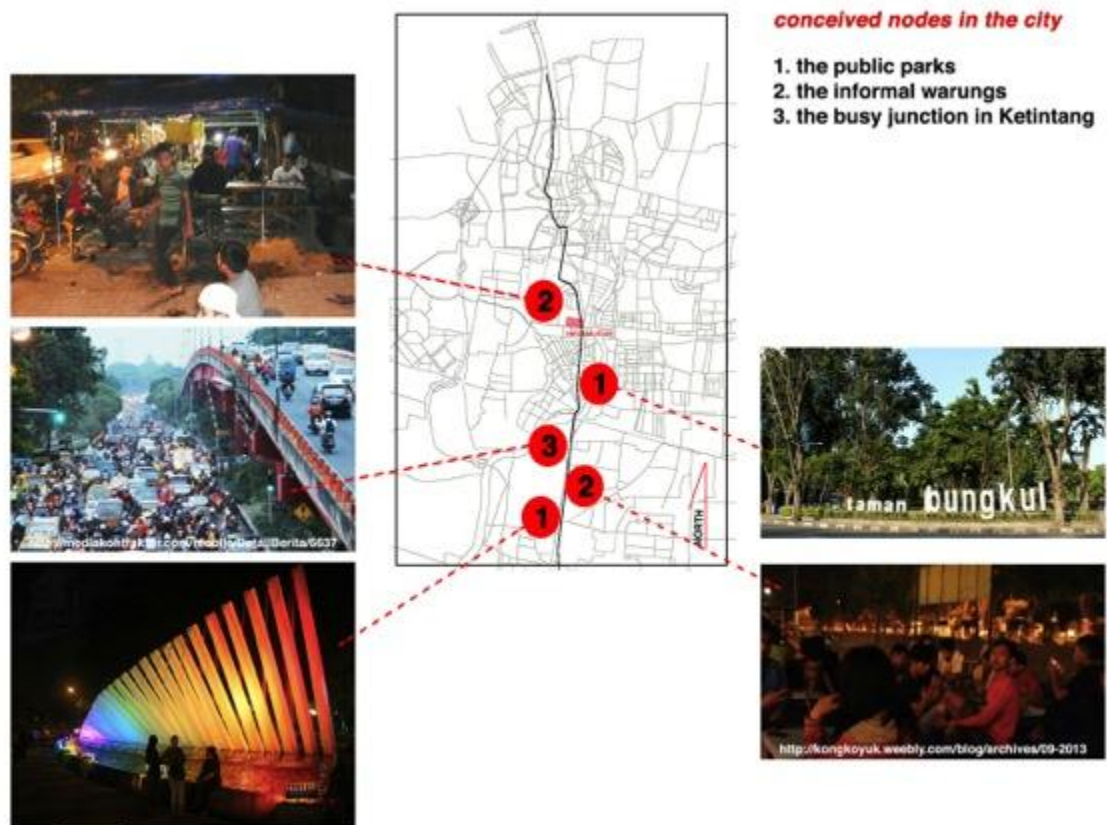 conceived nodes in the city
1. the public parks
2. the informal warungs
3. the busy junction in Ketintang
2
1
3
2
1
NORTH
taman bungkul
http://kongkoyuk.weebly.com/blog/archives/09-2013